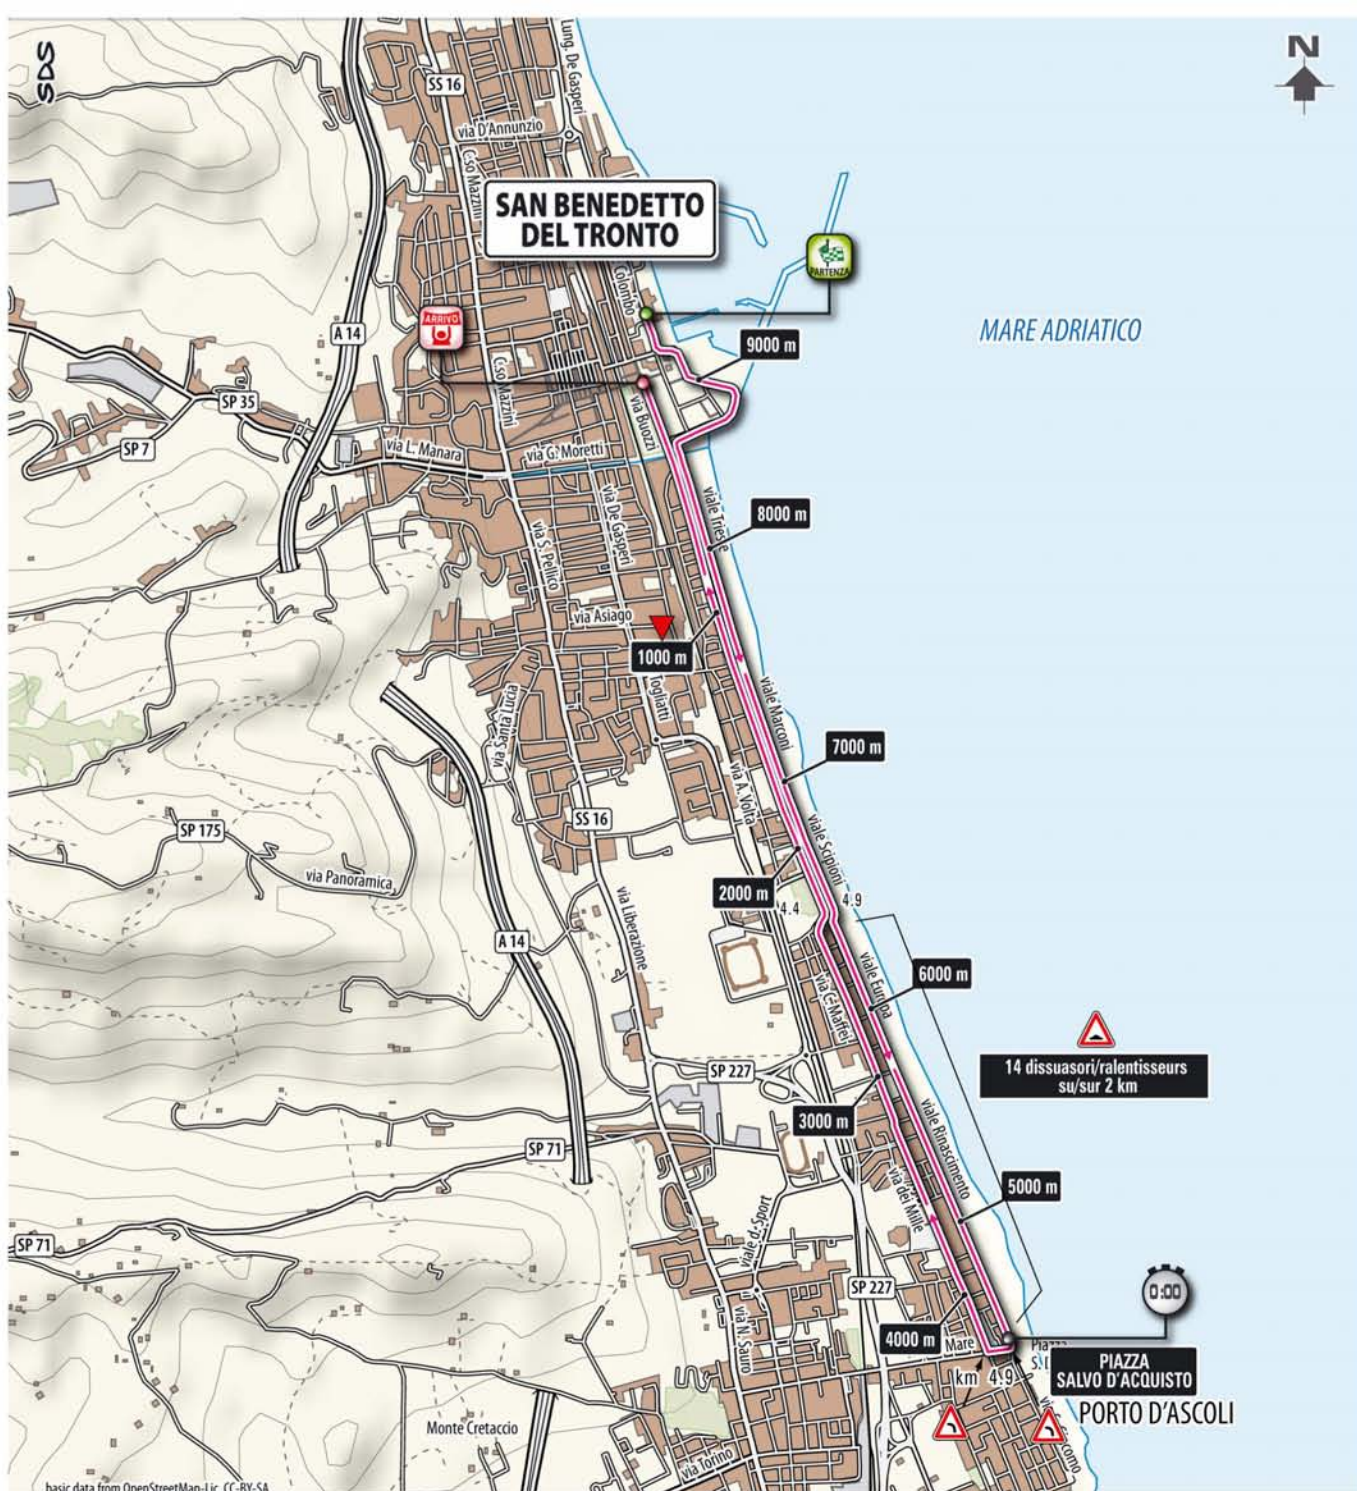 SDS
N
Lung. De Gasperi
SS 16
via D'Annunzio
C.so Mazzini
SAN BENEDETTO
DEL TRONTO
PARTENZA
Colombo
ARRIVO
A 14
9000 m
MARE ADRIATICO
C.so Mazzini
SP 35
via Buozzi
SP 7
via L. Manara
via G. Moretti
viale Trieste
8000 m
via De Gasperi
via S. Pellico
via Asiago
1000 m
Togliatti
via Santa Lucia
viale Marconi
7000 m
via A. Volta
SS 16
SP 175
viale Scipioni
via Panoramica
2000 m
4.4
4.9
via Liberazione
A 14
viale Europa
6000 m
via C. Maffei
14 dissuasori/ralentisseurs
su/sur 2 km
SP 227
3000 m
viale Rinascimento
SP 71
5000 m
via dei Mille
viale d. Sport
SP 71
SP 227
0:00
via N. Sauro
4000 m
Mare
PIAZZA
SALVO D'ACQUISTO
km 4.9
PORTO D'ASCOLI
Monte Cretaccio
via Torino
basic data from OpenStreetMap-Lic. CC-BY-SA